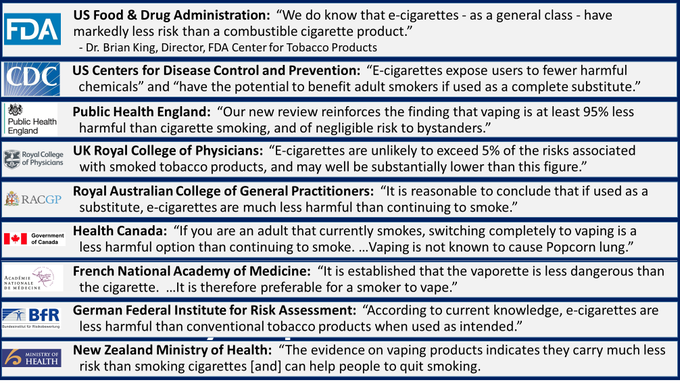 FDA
US Food & Drug Administration: “We do know that e-cigarettes - as a general class - have
markedly less risk than a combustible cigarette product.”
- Dr. Brian King, Director, FDA Center for Tobacco Products
CDC
US Centers for Disease Control and Prevention: “E-cigarettes expose users to fewer harmful
chemicals” and “have the potential to benefit adult smokers if used as a complete substitute.”
Public Health
England
Public Health England: “Our new review reinforces the finding that vaping is at least 95% less
harmful than cigarette smoking, and of negligible risk to bystanders.”
Royal College
of Physicians
UK Royal College of Physicians: “E-cigarettes are unlikely to exceed 5% of the risks associated
with smoked tobacco products, and may well be substantially lower than this figure.”
RACGP
Royal Australian College of General Practitioners: “It is reasonable to conclude that if used as a
substitute, e-cigarettes are much less harmful than continuing to smoke.”
Government
of Canada
Health Canada: “If you are an adult that currently smokes, switching completely to vaping is a
less harmful option than continuing to smoke. …Vaping is not known to cause Popcorn lung.”
ACADÉMIE
NATIONALE
DE MÉDECINE
French National Academy of Medicine: “It is established that the vaporette is less dangerous than
the cigarette. …It is therefore preferable for a smoker to vape.”
BfR
Bundesinstitut für Risikobewertung
German Federal Institute for Risk Assessment: “According to current knowledge, e-cigarettes are
less harmful than conventional tobacco products when used as intended.”
MINISTRY OF
HEALTH
New Zealand Ministry of Health: “The evidence on vaping products indicates they carry much less
risk than smoking cigarettes [and] can help people to quit smoking.